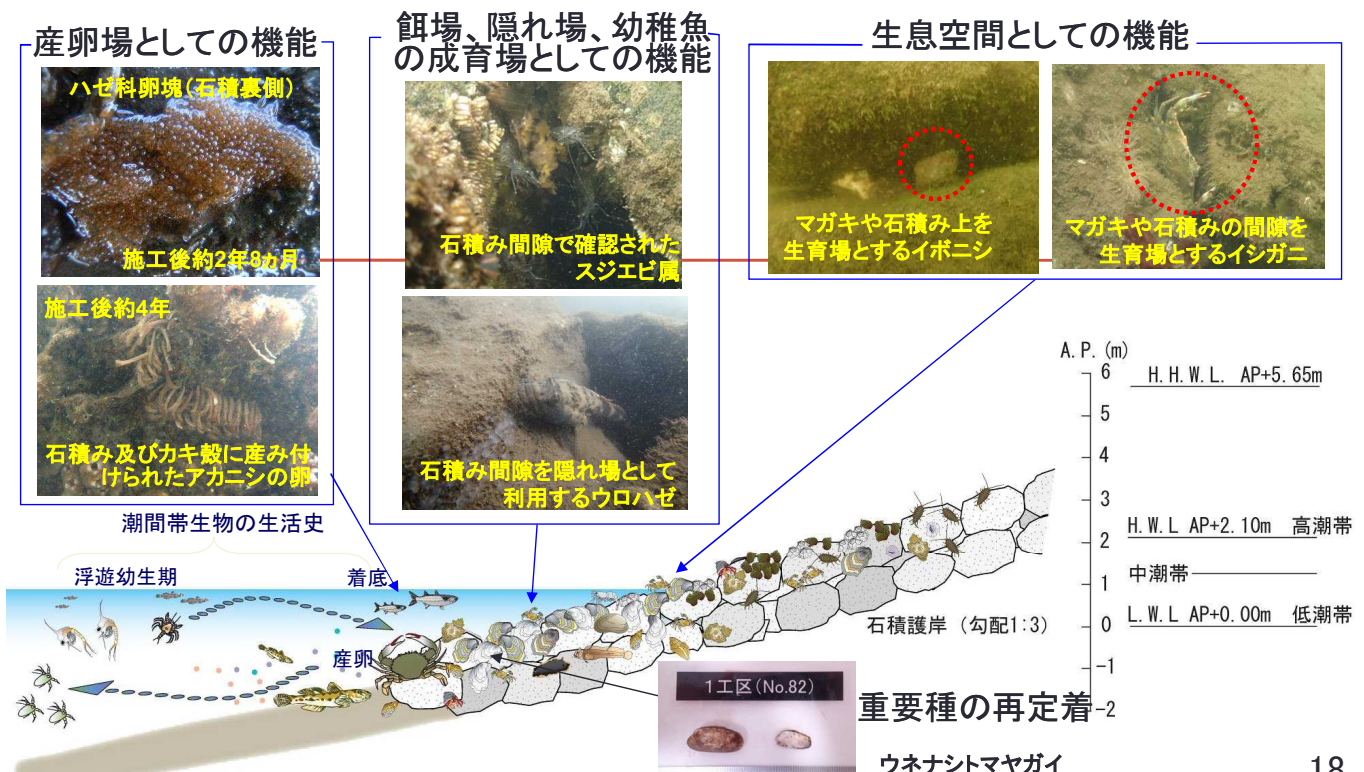 産卵場としての機能
ハゼ科卵塊(石積裏側)
施工後約2年8ヵ月
施工後約4年
石積み及びカキ殻に産み付
けられたアカニシの卵
餌場、隠れ場、幼稚魚
の成育場としての機能
石積み間隙で確認された
スジエビ属
石積み間隙を隠れ場として
利用するウロハゼ
生息空間としての機能
マガキや石積み上を
生育場とするイボニシ
マガキや石積みの間隙を
生育場とするイシガニ
潮間帯生物の生活史
浮遊幼生期
着底
産卵
石積護岸 (勾配1:3)
A.P.(m)
6
5
4
3
2
1
0
-1
-2
H.H.W.L. AP+5.65m
H.W.L AP+2.10m 高潮帯
中潮帯
L.W.L AP+0.00m 低潮帯
1工区(No.82)
重要種の再定着
ウネナシトマヤガイ
18